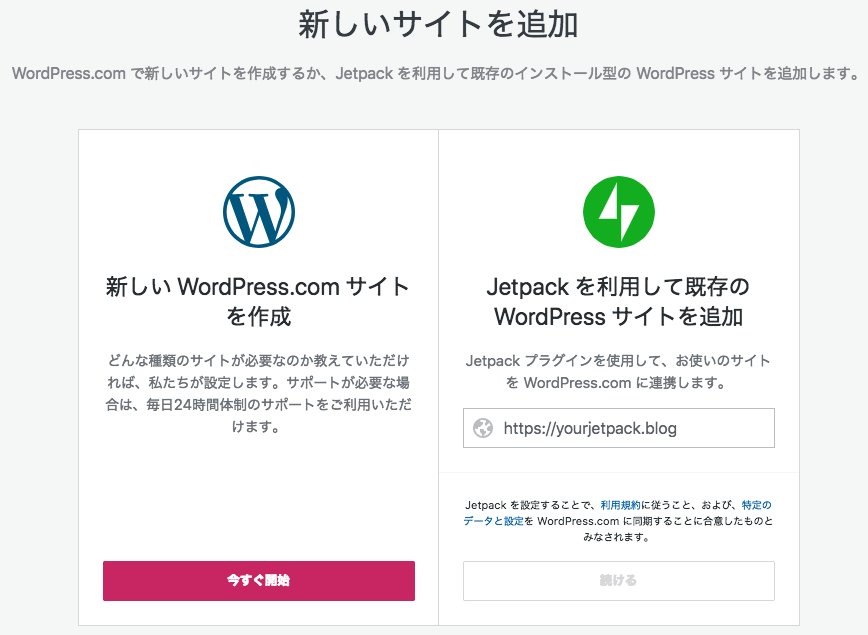 新しいサイトを追加
WordPress.com で新しいサイトを作成するか、Jetpack を利用して既存のインストール型の WordPress サイトを追加します。
新しい WordPress.com サイト
を作成
どんな種類のサイトが必要なのか教えていただけ
れば、私たちが設定します。サポートが必要な場
合は、毎日24時間体制のサポートをご利用いただ
けます。
今すぐ開始
Jetpack を利用して既存の
WordPress サイトを追加
Jetpack プラグインを使用して、お使いのサイト
を WordPress.com に連携します。
https://yourjetpack.blog
Jetpack を設定することで、利用規約に従うこと、および、特定の
データと設定を WordPress.com に同期することに合意したものと
みなされます。
続ける